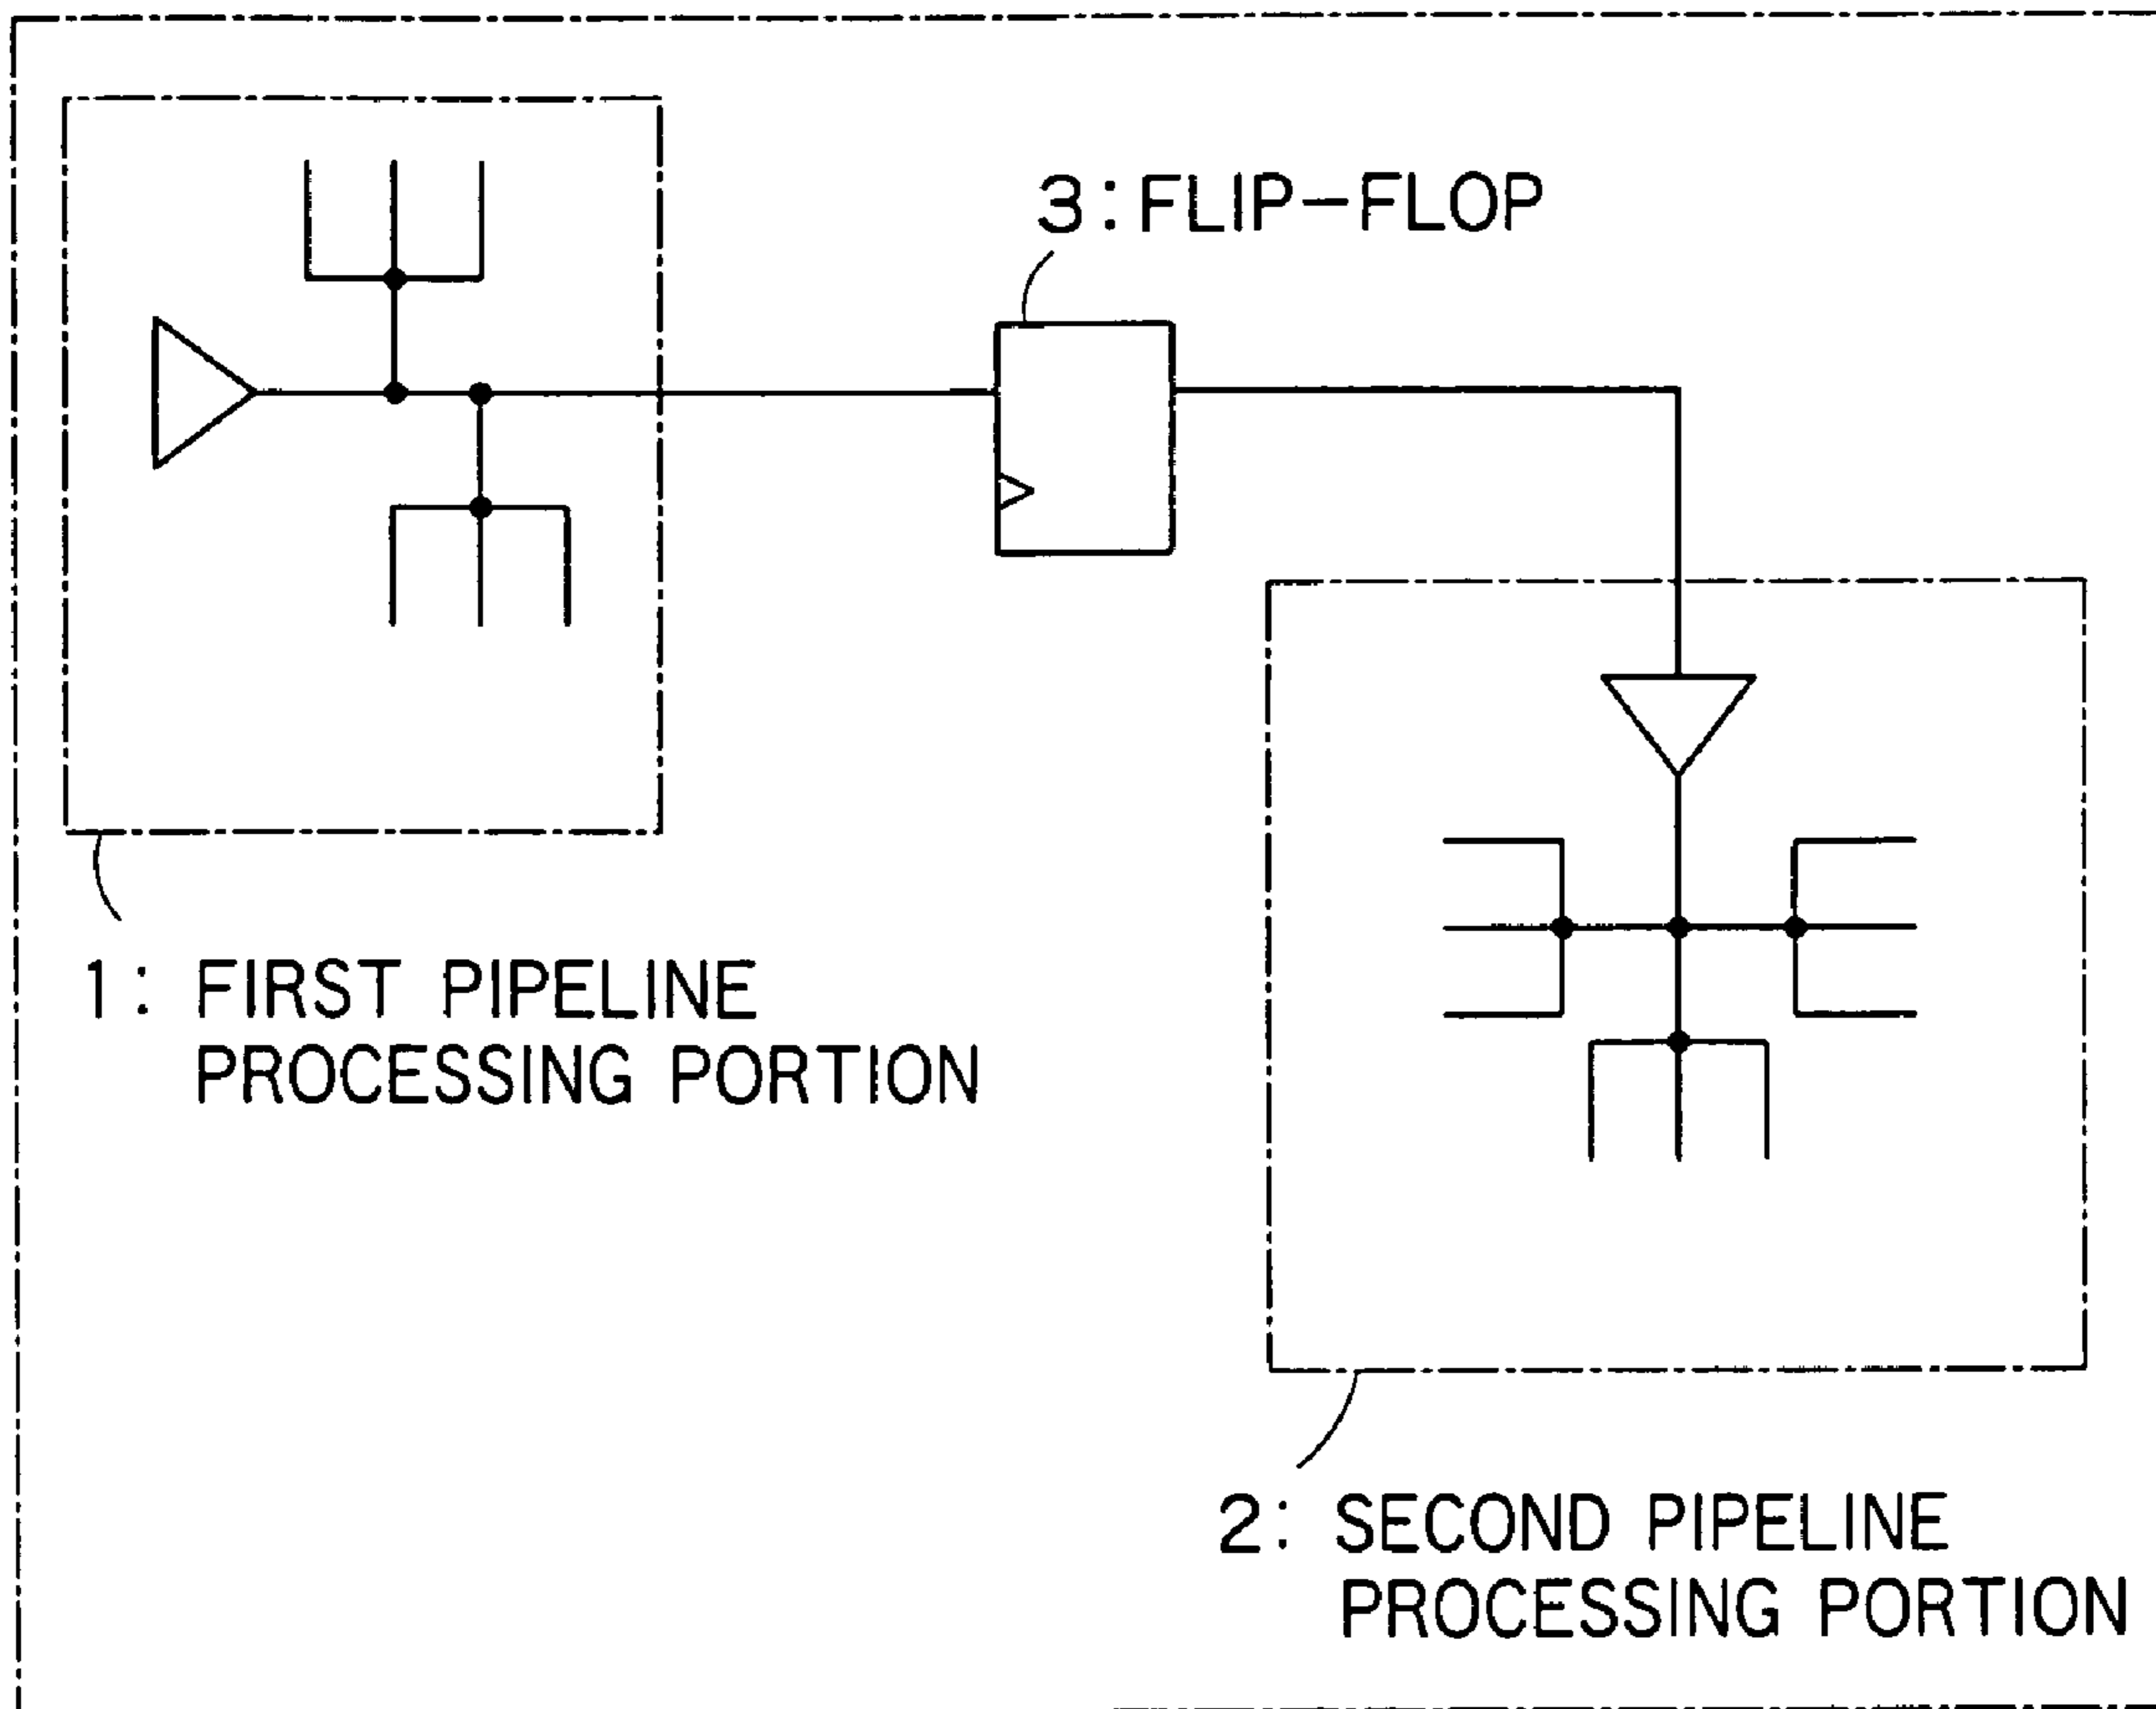 3:FLIP-FLOP
1: FIRST PIPELINE
PROCESSING PORTION
2: SECOND PIPELINE
PROCESSING PORTION